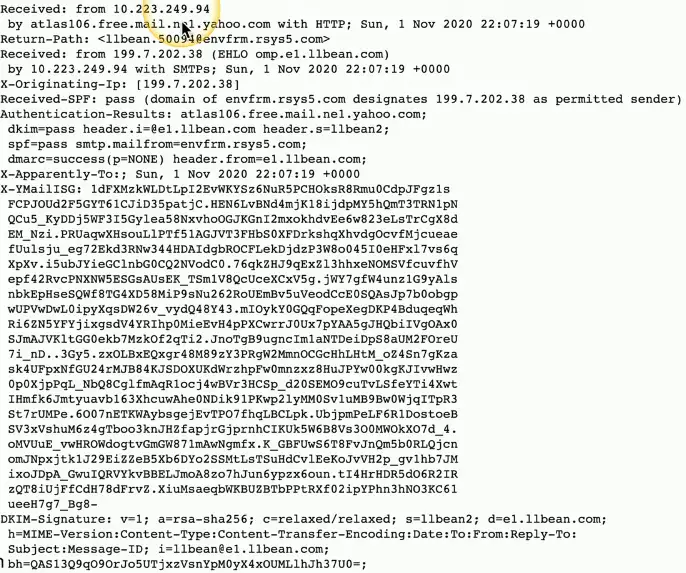 Received: from 10.223.249.94
by atlas106.free.mail.ne1.yahoo.com with HTTP; Sun, 1 Nov 2020 22:07:19 +0000
Return-Path: <llbean.50094@envfrm.rsys5.com>
Received: from 199.7.202.38 (EHLO omp.e1.llbean.com)
by 10.223.249.94 with SMTPs; Sun, 1 Nov 2020 22:07:19 +0000
X-Originating-Ip: [199.7.202.38]
Received-SPF: pass (domain of envfrm.rsys5.com designates 199.7.202.38 as permitted sender)
Authentication-Results: atlas106.free.mail.ne1.yahoo.com;
dkim=pass header.i=@e1.llbean.com header.s=llbean2;
spf=pass smtp.mailfrom=envfrm.rsys5.com;
dmarc=success(p=NONE) header.from=e1.llbean.com;
X-Apparently-To:; Sun, 1 Nov 2020 22:07:19 +0000
X-YMailISG: 1dFXMzkWLDtLpI2EvWKYSz6NuR5PCHOksR8Rmu0CdpJFgz1s
FCPJOUd2F5GYT61CJiD35patjC.HEN6LvBNd4mjK18ijdpMY5hQmT3TRN1pN
QCu5_KyDDj5WF3I5Gylea58NxvhoOGJKGnI2mxokhdvEe6w823eLsTrCgX8d
EM_Nzi.PRUaqwXHsouLlPTf51AGJVT3FHbS0XFDrkshqXhvdgOcvfMjcueae
fUulsju_eg72Ekd3RNw344HDAIdgbROCFLekDjdzP3W8o045I0eHFxl7vs6q
XpXv.i5ubJYieGClnbG0CQ2NVodC0.76qkZHJ9qExZl3hhxeNOMSVfcuvfhV
epf42RvcPNXNW5ESGsAUsEK_TSm1V8QcUceXCxV5g.jWY7gfW4unz1G9yAls
nbkEpHseSQWf8TG4XD58MiP9sNu262RoUEmBv5uVeodCcE0SQAsJp7b0obgp
wUPVwDwL0ipyXqsDW26v_vydQ48Y43.mIOykY0GQqFopeXegDKP4BduqeqWh
Ri6ZN5YFYjixgsdV4YRIhp0MieEvH4pPXCwrrJ0Ux7pYAA5gJHQbiIVgOAx0
SJmAJVKltGG0ekb7MzkOf2qTi2.JnoTgB9ugncImlaNTDeiDpS8aUM2FOreU
7i_nD..3Gy5.zxOLBxEQxgr48M89zY3PRgW2MmnOCGcHhLHtM_oZ4Sn7gKza
sk4UFpxNfGU24rMJB84KJSDOXUKdWrzhpFw0mnzxz8HuJPYw00kgKJIvwHwz
0p0XjpPqL_NbQ8CglfmAqR1ocj4wBVr3HCSp_d20SEMO9cuTvLSfeYTi4Xwt
IHmfk6Jmtyuavb163XhcuwAhe0NDik91PKwp2lyMM0Sv1uMB9Bw0WjqITpR3
St7rUMPe.6O07nETKWAybsgejEvTPO7fhqLBCLpk.UbjpmPeLF6R1DostoeB
SV3xVshuM6z4gTboo3knJHZfapjrGjprnhCIKUk5W6B8Vs3O0MWOkXO7d_4.
oMVUuE_vwHROWdogtvGmGW871mAwNgmfx.K_GBFUwS6T8FvJnQm5b0RLQjcn
omJNpxjtk1J29EiZZeB5Xb6DYo2SSMtLsTSuHdCvlEeKoJvVH2p_gv1hb7JM
ixoJDpA_GwuIQRVYkvBBELJmoA8zo7hJun6ypzx6oun.tI4HrHDR5dO6R2IR
zQT8iUjFfCdH78dFrvZ.XiuMsaeqbWKBUZBTbPPtRXf02ipYPhn3hNO3KC61
ueeH7g7_Bg8-
DKIM-Signature: v=1; a=rsa-sha256; c=relaxed/relaxed; s=llbean2; d=e1.llbean.com;
h=MIME-Version:Content-Type:Content-Transfer-Encoding:Date:To:From:Reply-To:
Subject:Message-ID; i=llbean@e1.llbean.com;
bh=QAS13Q9qO9OrJo5UTjxzVsnYpM0yX4xOUMLlhJh37U0=;